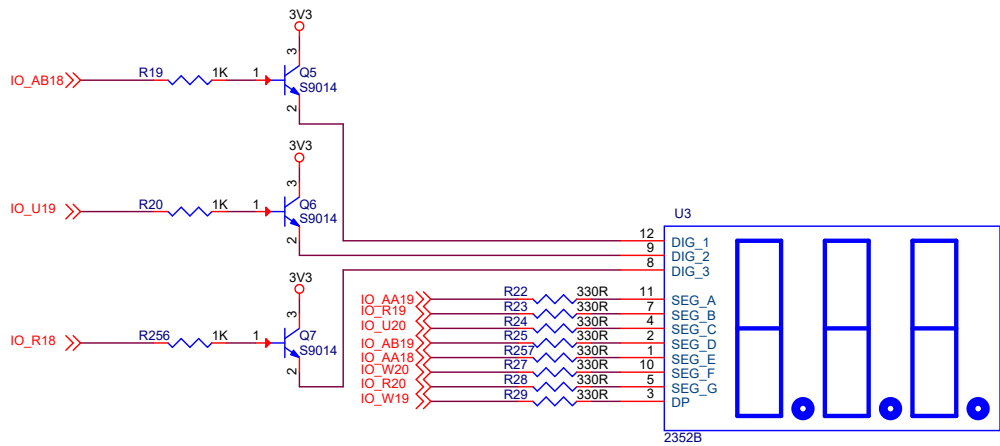 3V3
3
IO_AB18 R19 1K 1 Q5
S9014
2
3V3
3
IO_U19 R20 1K 1 Q6
S9014
2
U3
12 DIG_1
9 DIG_2
8 DIG_3
3V3
3
IO_R18 R256 1K 1 Q7
S9014
2
IO_AA19 R22 330R 11 SEG_A
IO_R19 R23 330R 7 SEG_B
IO_U20 R24 330R 4 SEG_C
IO_AB19 R25 330R 2 SEG_D
IO_AA18 R257 330R 1 SEG_E
IO_W20 R27 330R 10 SEG_F
IO_R20 R28 330R 5 SEG_G
IO_W19 R29 330R 3 DP
2352B